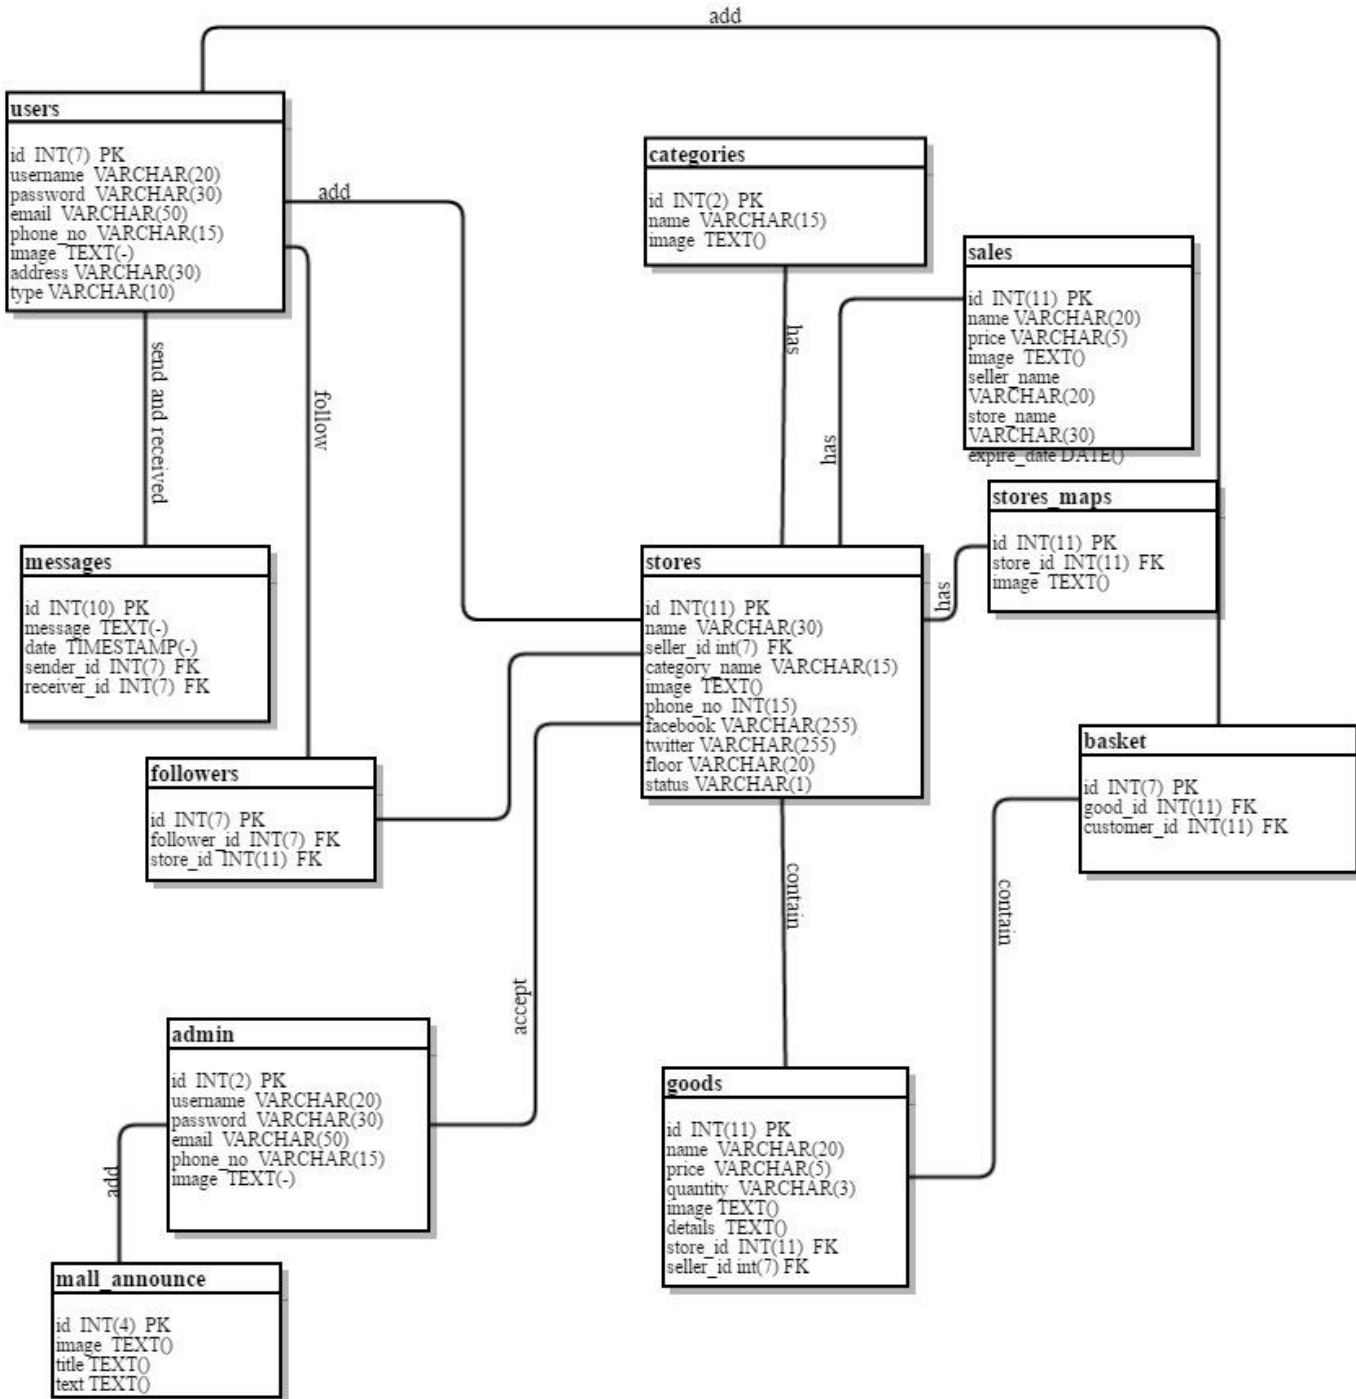 add
users
id INT(7) PK
username VARCHAR(20)
password VARCHAR(30)
email VARCHAR(50)
phone_no VARCHAR(15)
image TEXT(-)
address VARCHAR(30)
type VARCHAR(10)
add
categories
id INT(2) PK
name VARCHAR(15)
image TEXT()
sales
id INT(11) PK
name VARCHAR(20)
price VARCHAR(5)
image TEXT()
seller_name
VARCHAR(20)
store_name
VARCHAR(30)
expire_date DATE()
has
has
send and received
follow
stores_maps
id INT(11) PK
store_id INT(11) FK
image TEXT()
has
messages
id INT(10) PK
message TEXT(-)
date TIMESTAMP(-)
sender_id INT(7) FK
receiver_id INT(7) FK
stores
id INT(11) PK
name VARCHAR(30)
seller_id int(7) FK
category_name VARCHAR(15)
image TEXT()
phone_no INT(15)
facebook VARCHAR(255)
twitter VARCHAR(255)
floor VARCHAR(20)
status VARCHAR(1)
basket
id INT(7) PK
good_id INT(11) FK
customer_id INT(11) FK
followers
id INT(7) PK
follower_id INT(7) FK
store_id INT(11) FK
contain
contain
accept
admin
id INT(2) PK
username VARCHAR(20)
password VARCHAR(30)
email VARCHAR(50)
phone_no VARCHAR(15)
image TEXT(-)
goods
id INT(11) PK
name VARCHAR(20)
price VARCHAR(5)
quantity VARCHAR(3)
image TEXT()
details TEXT()
store_id INT(11) FK
seller_id int(7) FK
add
mall_announce
id INT(4) PK
image TEXT()
title TEXT()
text TEXT()